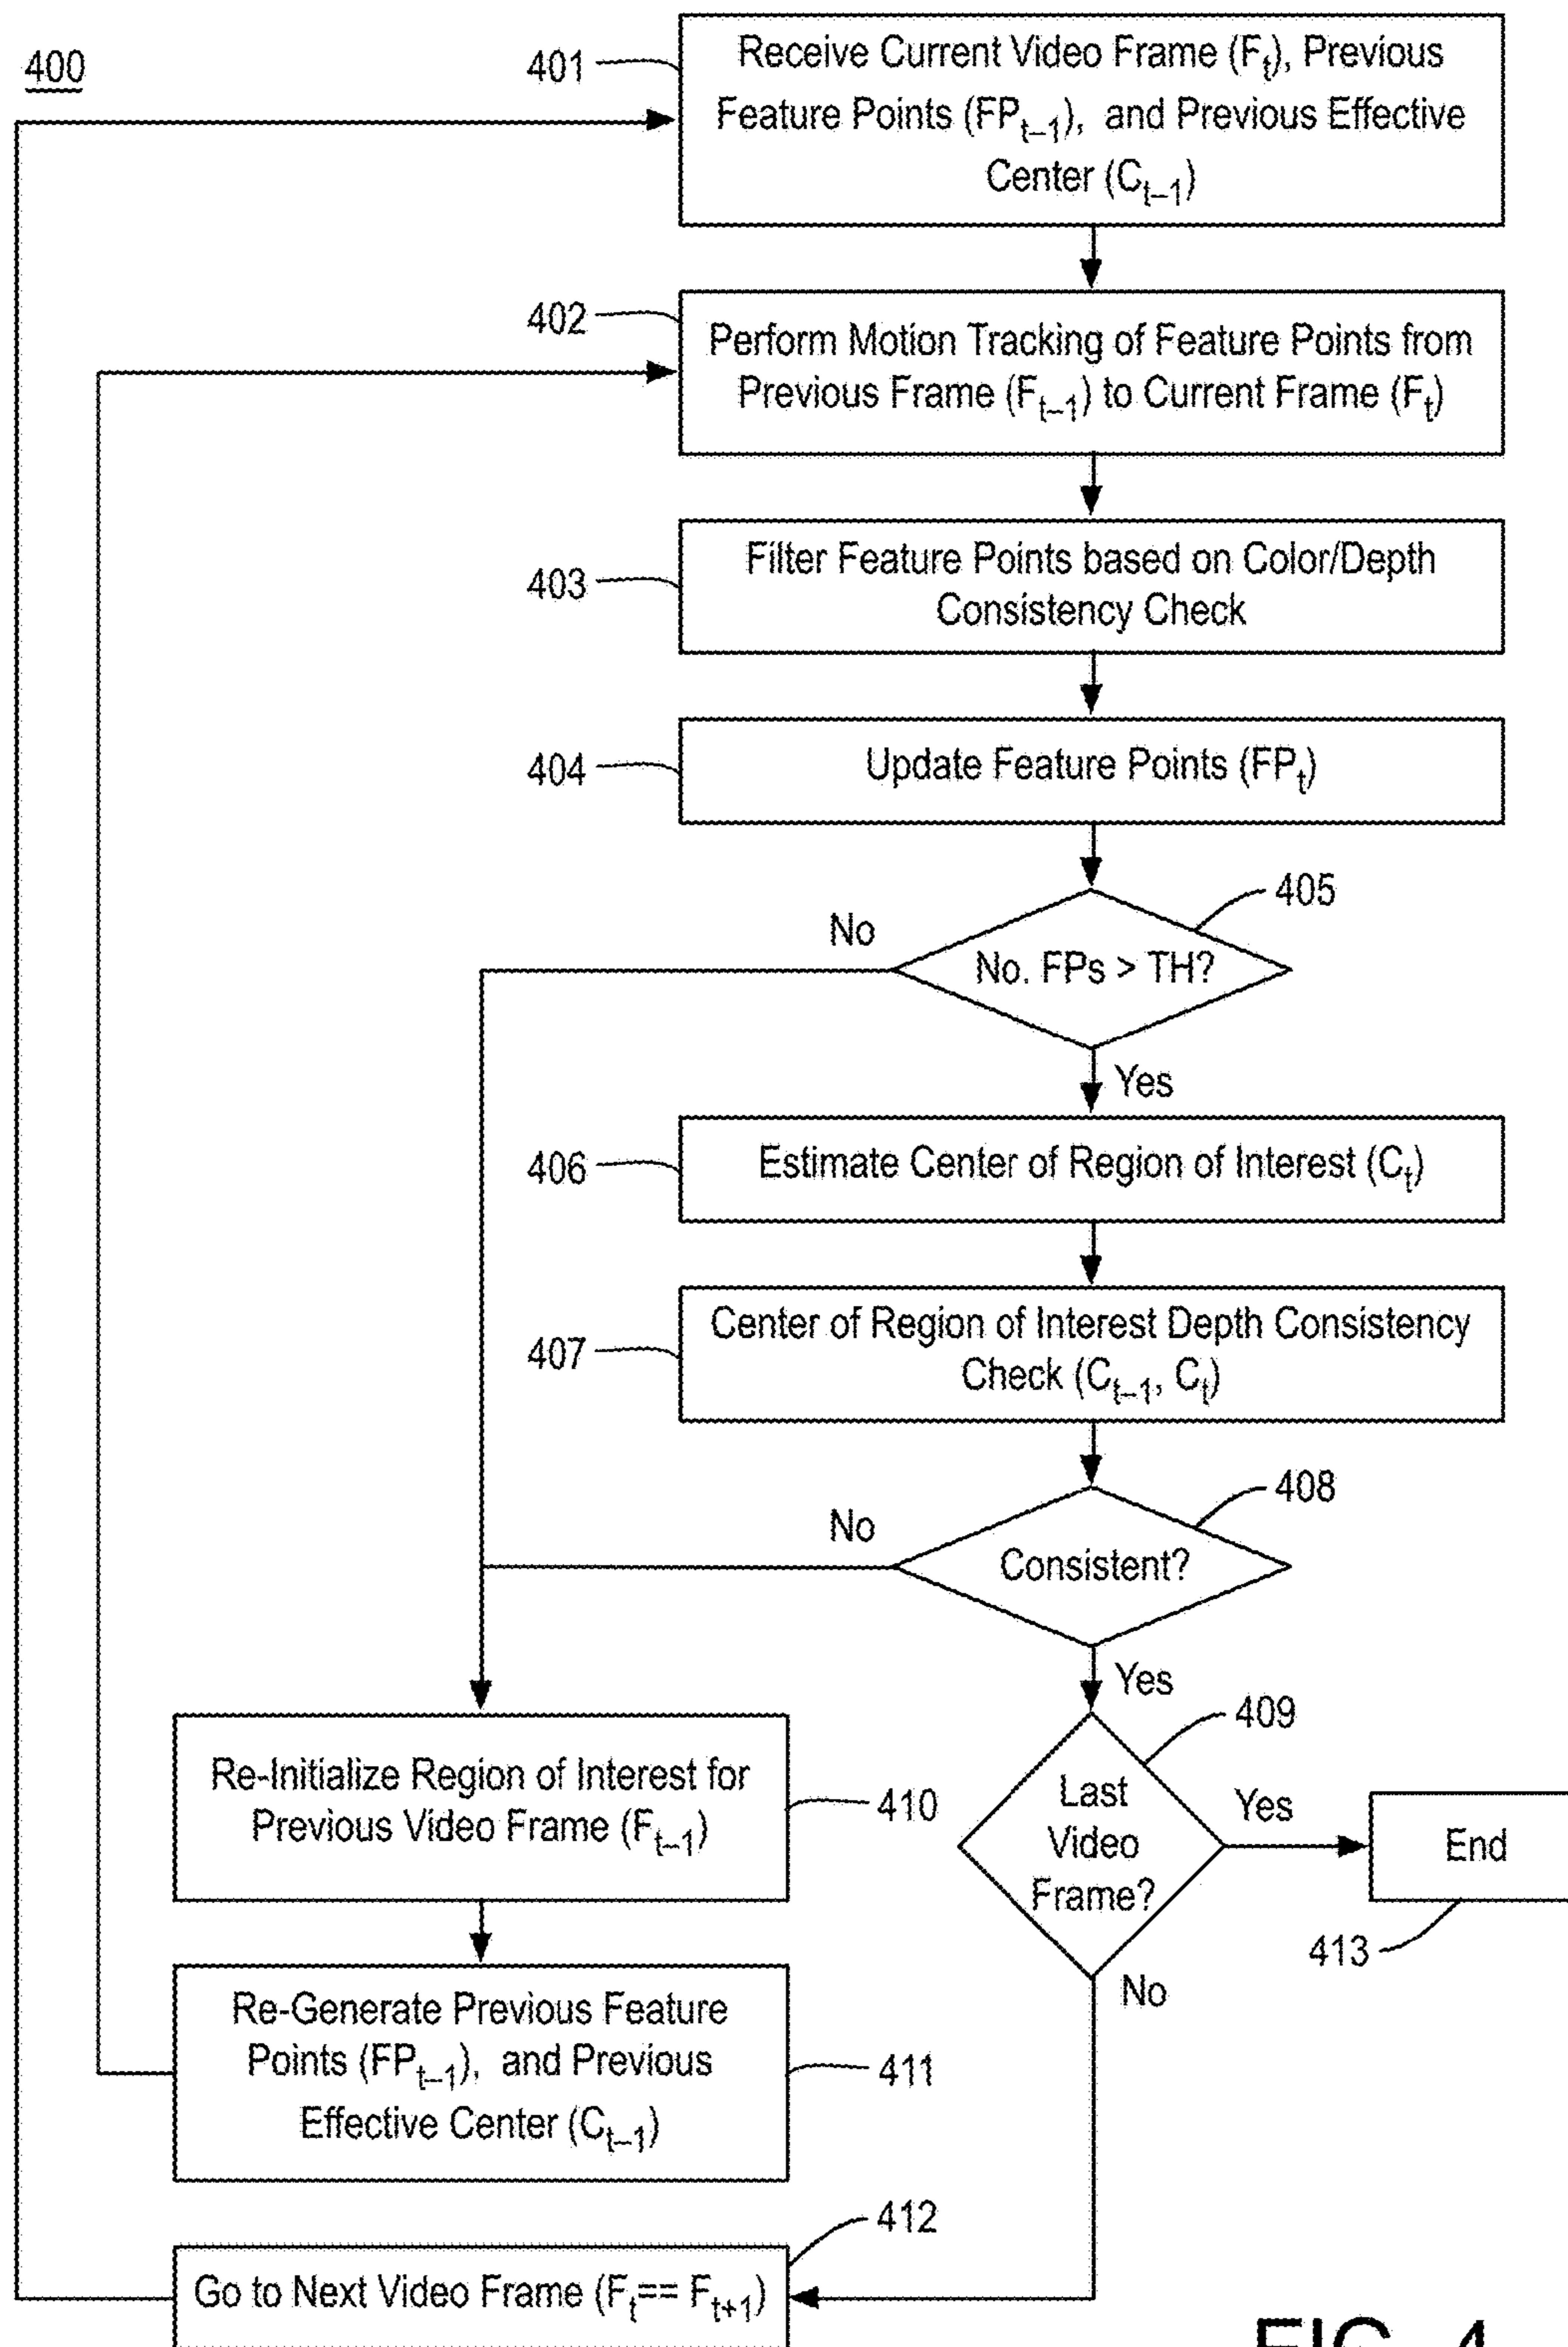 400
401
Receive Current Video Frame (Fₜ), Previous
Feature Points (FPₜ₋₁), and Previous Effective
Center (Cₜ₋₁)
402
Perform Motion Tracking of Feature Points from
Previous Frame (Fₜ₋₁) to Current Frame (Fₜ)
403
Filter Feature Points based on Color/Depth
Consistency Check
404
Update Feature Points (FPₜ)
405
No. FPs > TH?
No
Yes
406
Estimate Center of Region of Interest (Cₜ)
407
Center of Region of Interest Depth Consistency
Check (Cₜ₋₁, Cₜ)
408
Consistent?
No
Yes
409
Last
Video
Frame?
Yes
End
413
No
Re-Initialize Region of Interest for
Previous Video Frame (Fₜ₋₁)
410
Re-Generate Previous Feature
Points (FPₜ₋₁), and Previous
Effective Center (Cₜ₋₁)
411
412
Go to Next Video Frame (Fₜ== Fₜ₊₁)
FIG. 4